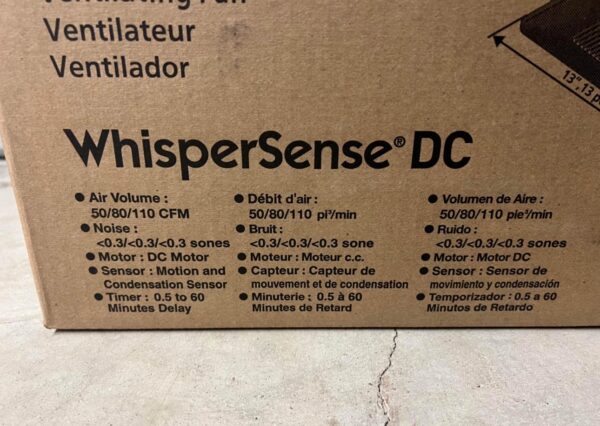 Ventilating Fan
Ventilateur
Ventilador
13", 13
WhisperSense® DC
● Air Volume :
50/80/110 CFM
● Noise :
<0.3/<0.3/<0.3 sones
● Motor : DC Motor
● Sensor : Motion and
Condensation Sensor
● Timer : 0.5 to 60
Minutes Delay
● Débit d'air :
50/80/110 pi³/min
● Bruit :
<0.3/<0.3/<0.3 sone
● Moteur : Moteur c.c.
● Capteur : Capteur de
mouvement et de condensation
● Minuterie : 0.5 à 60
Minutes de Retard
● Volumen de Aire :
50/80/110 pie³/min
● Ruido :
<0.3/<0.3/<0.3 sones
● Motor : Motor DC
● Sensor : Sensor de
movimiento y condensación
● Temporizador : 0.5 a 60
Minutos de Retardo